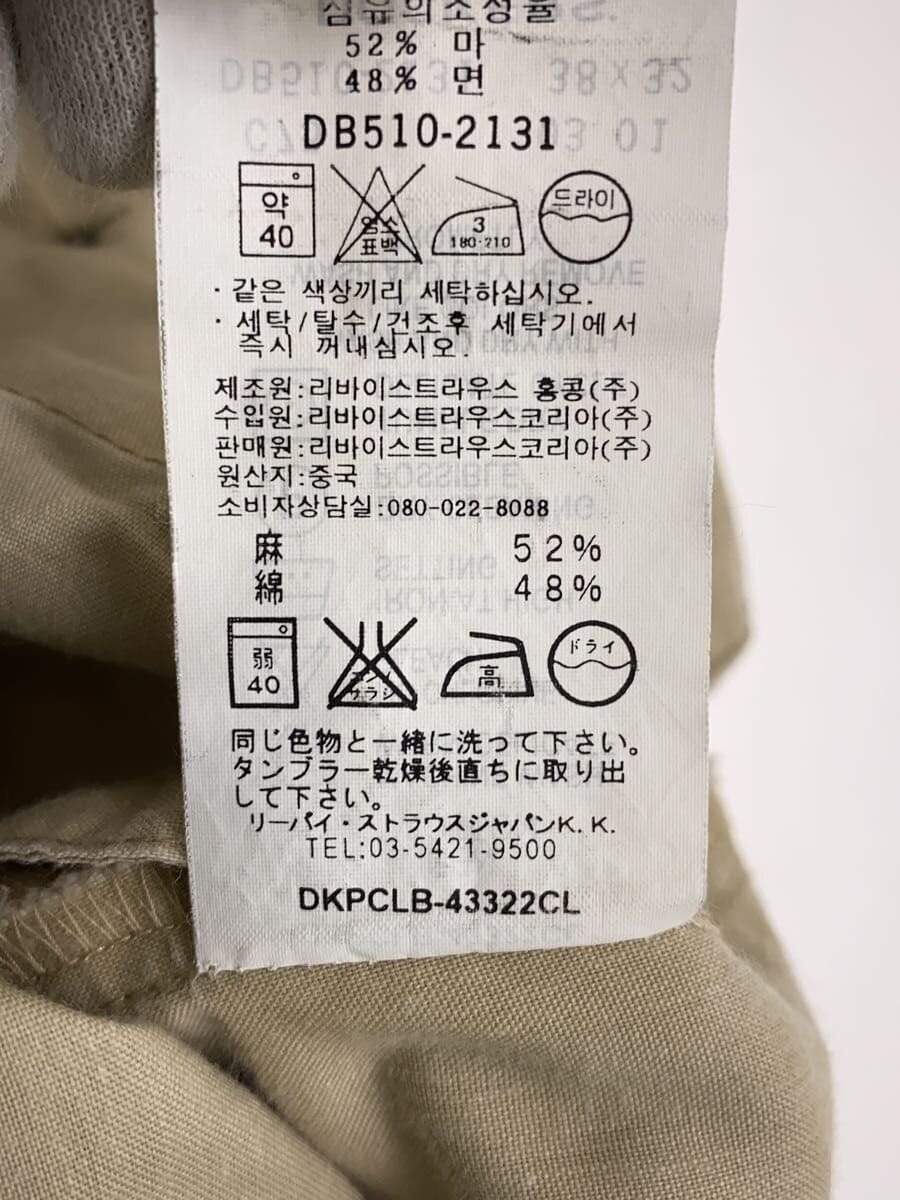 섬유의조성율
52% 마
48% 면
DB510-2131
약
40
염소
표백
3
180-210
드라이
· 같은 색상끼리 세탁하십시오.
· 세탁/탈수/건조후 세탁기에서
즉시 꺼내십시오.
제조원:리바이스트라우스 홍콩(주)
수입원:리바이스트라우스코리아(주)
판매원:리바이스트라우스코리아(주)
원산지:중국
소비자상담실:080-022-8088
麻 52%
綿 48%
弱
40
エンソ
サラシ
高
ドライ
同じ色物と一緒に洗って下さい。
タンブラー乾燥後直ちに取り出
して下さい。
リーバイ・ストラウスジャパンK.K.
TEL:03-5421-9500
DKPCLB-43322CL